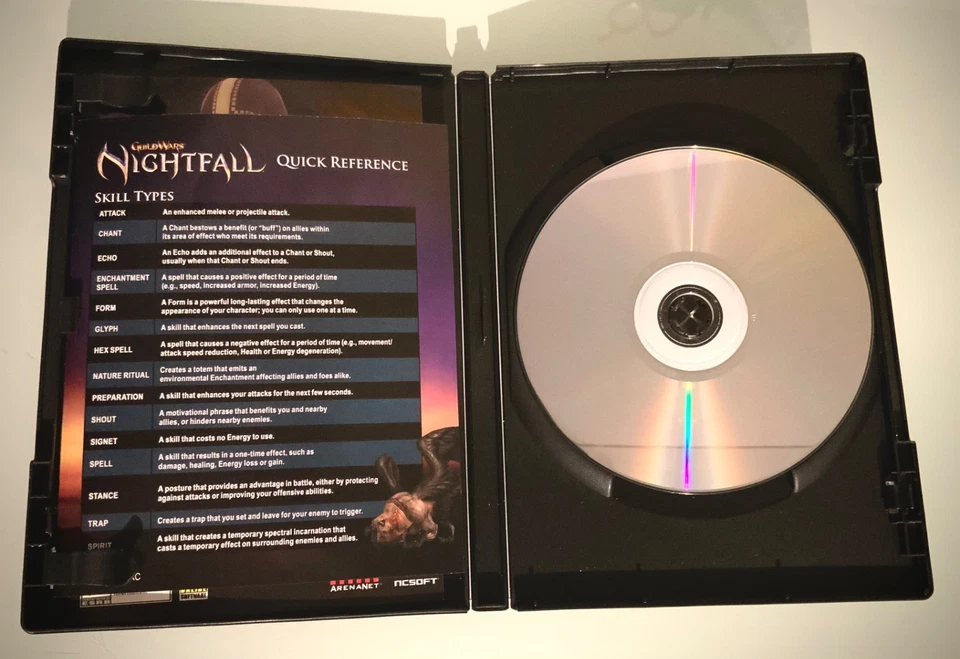 GUILD WARS
NIGHTFALL QUICK REFERENCE
SKILL TYPES
ATTACK An enhanced melee or projectile attack.
CHANT A Chant bestows a benefit (or “buff”) on allies within
its area of effect who meet its requirements.
ECHO An Echo adds an additional effect to a Chant or Shout,
usually when that Chant or Shout ends.
ENCHANTMENT A spell that causes a positive effect for a period of time
SPELL (e.g., speed, increased armor, increased Energy).
FORM A Form is a powerful long-lasting effect that changes the
appearance of your character; you can only use one at a time.
GLYPH A skill that enhances the next spell you cast.
HEX SPELL A spell that causes a negative effect for a period of time (e.g., movement/
attack speed reduction, Health or Energy degeneration).
NATURE RITUAL Creates a totem that emits an
environmental Enchantment affecting allies and foes alike.
PREPARATION A skill that enhances your attacks for the next few seconds.
SHOUT A motivational phrase that benefits you and nearby
allies, or hinders nearby enemies.
SIGNET A skill that costs no Energy to use.
SPELL A skill that results in a one-time effect, such as
damage, healing, Energy loss or gain.
STANCE A posture that provides an advantage in battle, either by protecting
against attacks or improving your offensive abilities.
TRAP Creates a trap that you set and leave for your enemy to trigger.
SPIRIT A skill that creates a temporary spectral incarnation that
casts a temporary effect on surrounding enemies and allies.
AC
ARENANET NCSOFT
ESRB
ONLINE
SOFTWARE